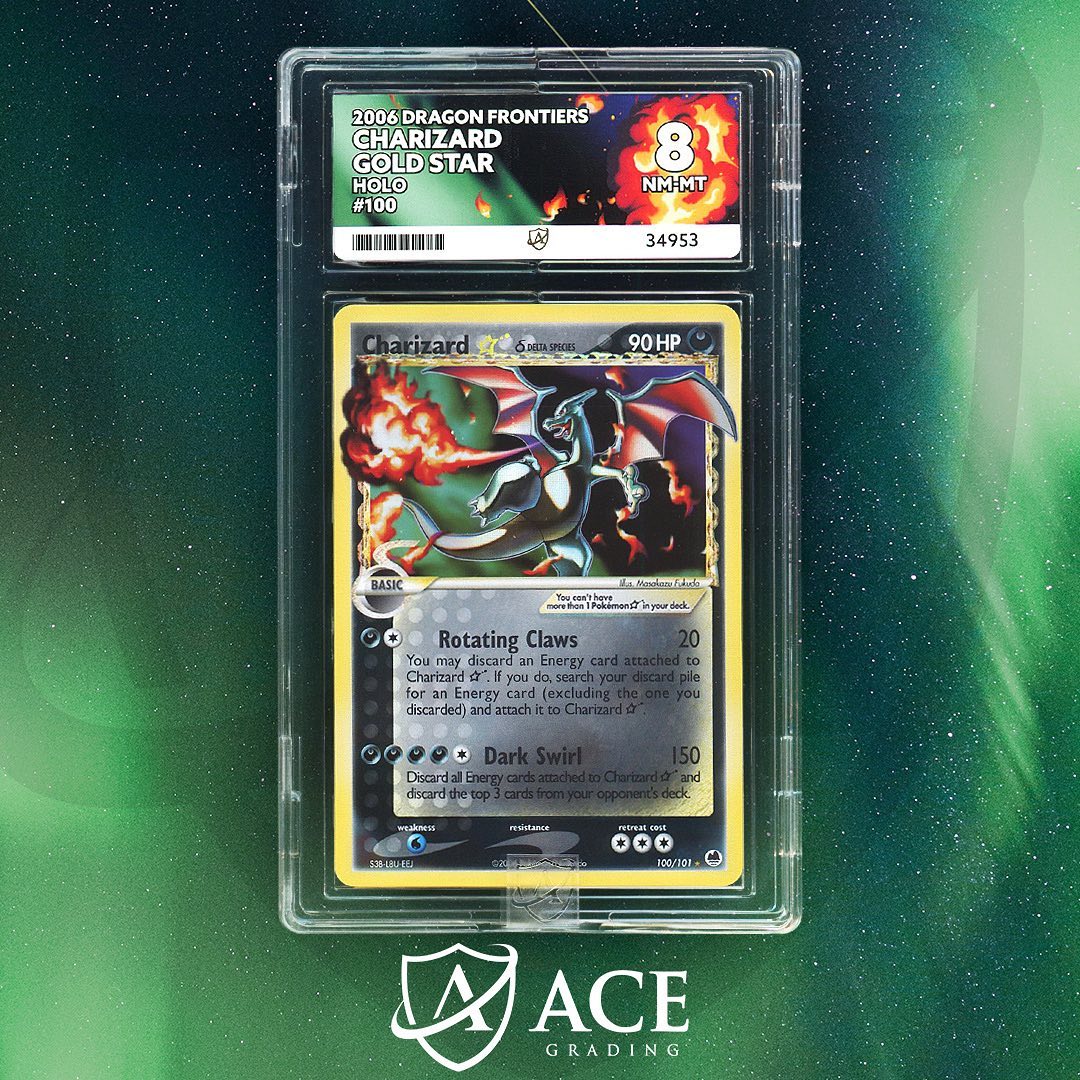 2006 DRAGON FRONTIERS
CHARIZARD
GOLD STAR
HOLO
#100
8
NM-MT
34953
Charizard ☆ δ DELTA SPECIES 90 HP
BASIC
Illus. Masakazu Fukuda
You can't have
more than 1 Pokémon ☆ in your deck.
Rotating Claws 20
You may discard an Energy card attached to
Charizard ☆. If you do, search your discard pile
for an Energy card (excluding the one you
discarded) and attach it to Charizard ☆.
Dark Swirl 150
Discard all Energy cards attached to Charizard ☆ and
discard the top 3 cards from your opponent's deck.
weakness resistance retreat cost
S3B-L8U-EEJ
100/101 ★
A ACE
GRADING